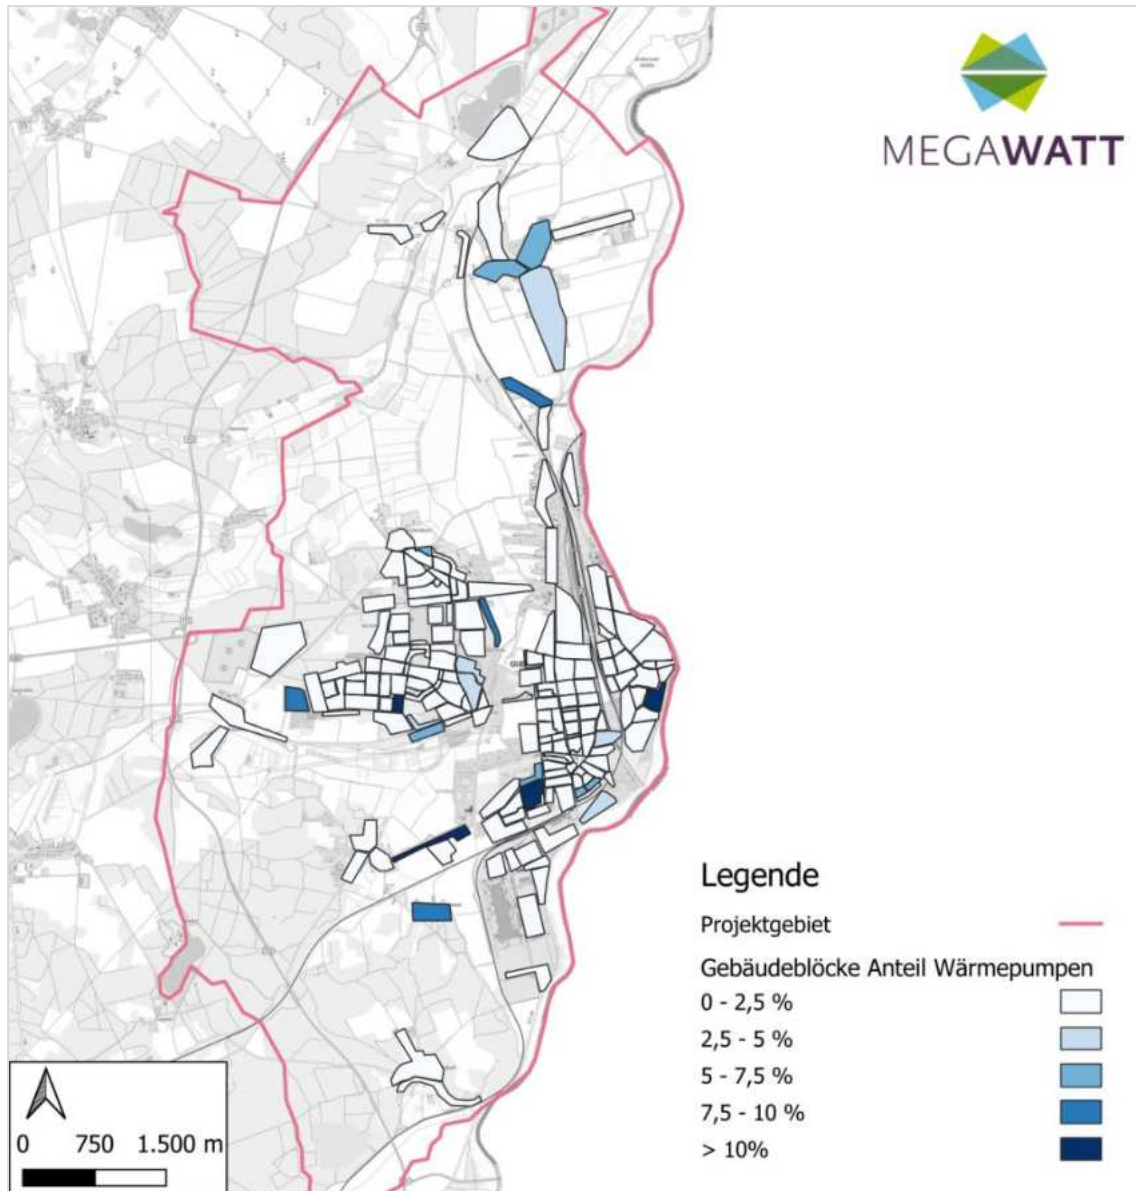 MEGAWATT
GUB
Legende
Projektgebiet
Gebäudeblöcke Anteil Wärmepumpen
0 - 2,5 %
2,5 - 5 %
5 - 7,5 %
7,5 - 10 %
> 10%
0 750 1.500 m